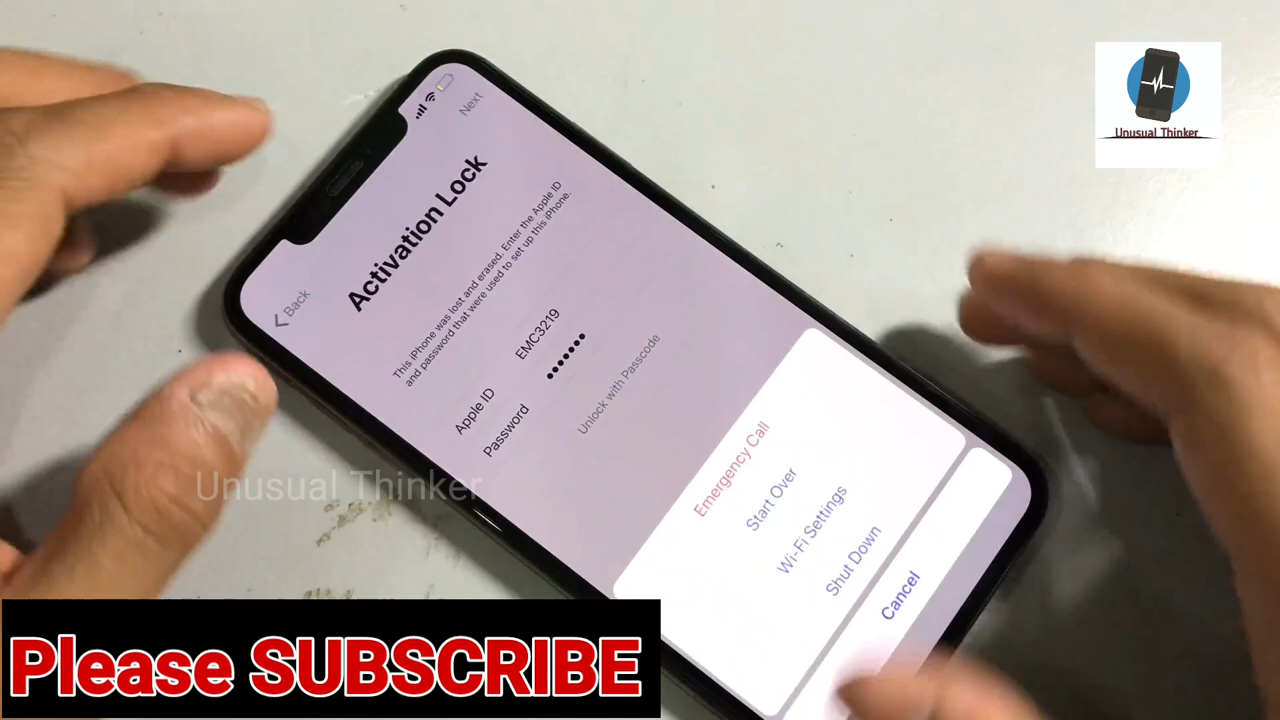 Next
Back
Activation Lock
This iPhone was lost and erased. Enter the Apple ID
and password that were used to set up this iPhone.
Apple ID EMC3219
Password •••••••
Unlock with Passcode
Emergency Call
Start Over
Wi-Fi Settings
Shut Down
Cancel
Unusual Thinker
Unusual Thinker
Please SUBSCRIBE